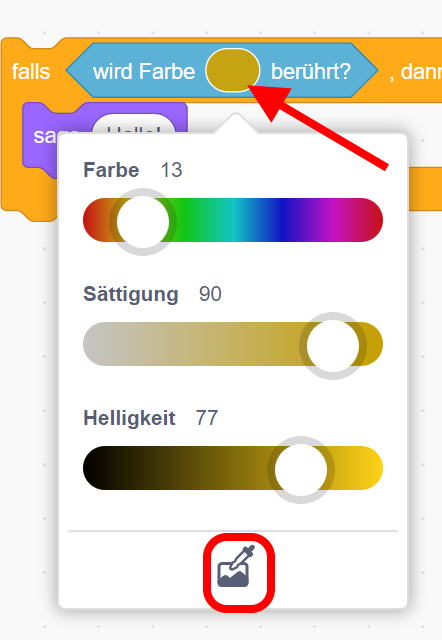 falls wird Farbe berührt? , dann
Farbe 13
Sättigung 90
Helligkeit 77